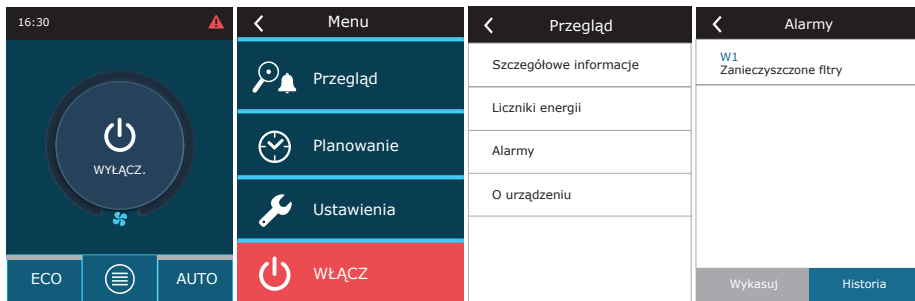 16:30
WYŁĄCZ.
ECO
AUTO
Menu
Przegląd
Planowanie
Ustawienia
WŁĄCZ
Przegląd
Szczegółowe informacje
Liczniki energii
Alarmy
O urządzeniu
Alarmy
W1
Zanieczyszczone fltry
Wykasuj
Historia